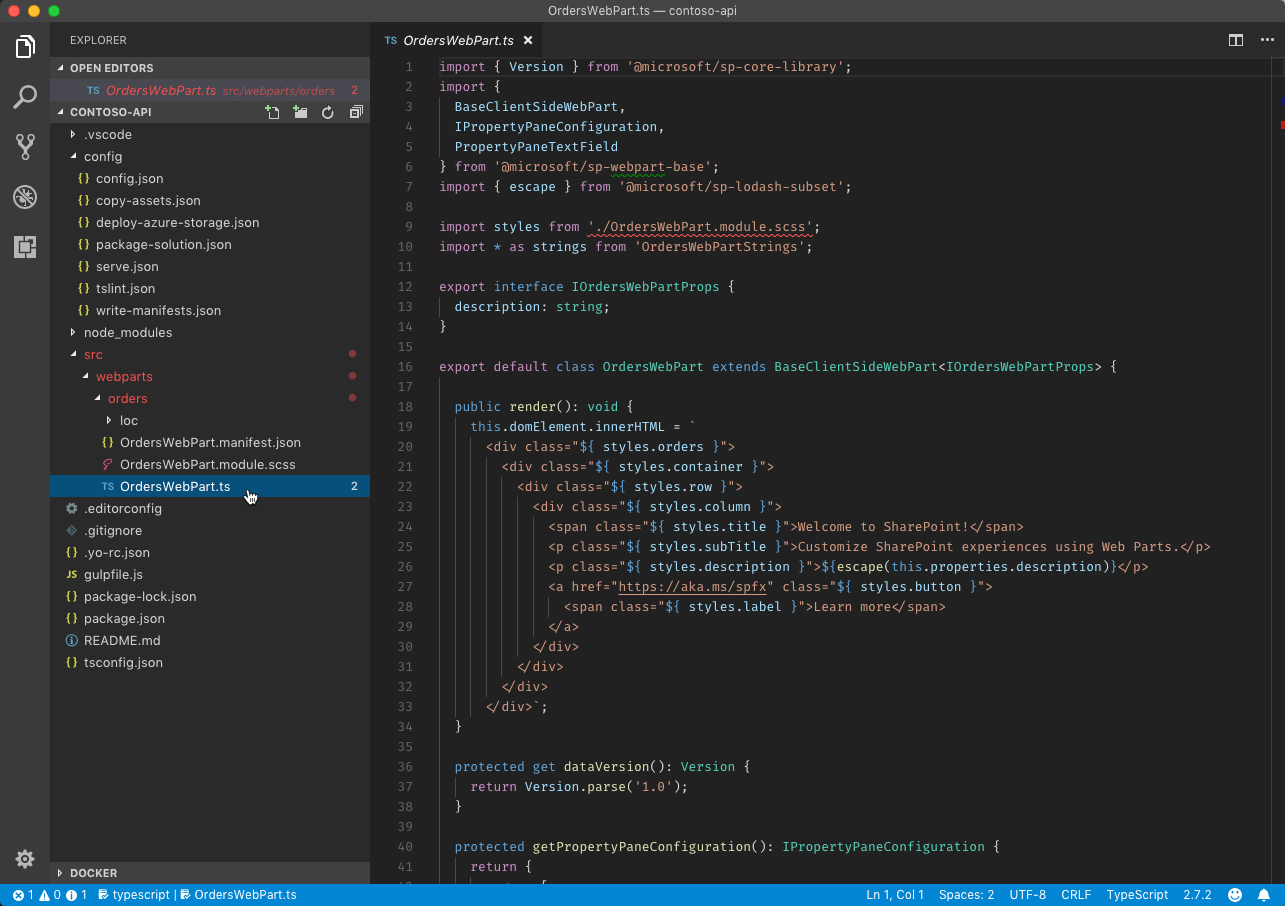 OrdersWebPart.ts — contoso-api
EXPLORER
OPEN EDITORS
TS OrdersWebPart.ts src/webparts/orders 2
CONTOSO-API
.vscode
config
{} config.json
{} copy-assets.json
{} deploy-azure-storage.json
{} package-solution.json
{} serve.json
{} tslint.json
{} write-manifests.json
node_modules
src
webparts
orders
loc
{} OrdersWebPart.manifest.json
OrdersWebPart.module.scss
TS OrdersWebPart.ts 2
.editorconfig
.gitignore
{} .yo-rc.json
JS gulpfile.js
{} package-lock.json
{} package.json
README.md
{} tsconfig.json
DOCKER
TS OrdersWebPart.ts ×
1 import { Version } from '@microsoft/sp-core-library';
2 import {
3 BaseClientSideWebPart,
4 IPropertyPaneConfiguration,
5 PropertyPaneTextField
6 } from '@microsoft/sp-webpart-base';
7 import { escape } from '@microsoft/sp-lodash-subset';
8
9 import styles from './OrdersWebPart.module.scss';
10 import * as strings from 'OrdersWebPartStrings';
11
12 export interface IOrdersWebPartProps {
13 description: string;
14 }
15
16 export default class OrdersWebPart extends BaseClientSideWebPart<IOrdersWebPartProps> {
17
18 public render(): void {
19 this.domElement.innerHTML = `
20 <div class="${ styles.orders }">
21 <div class="${ styles.container }">
22 <div class="${ styles.row }">
23 <div class="${ styles.column }">
24 <span class="${ styles.title }">Welcome to SharePoint!</span>
25 <p class="${ styles.subTitle }">Customize SharePoint experiences using Web Parts.</p>
26 <p class="${ styles.description }">${escape(this.properties.description)}</p>
27 <a href="https://aka.ms/spfx" class="${ styles.button }">
28 <span class="${ styles.label }">Learn more</span>
29 </a>
30 </div>
31 </div>
32 </div>
33 </div>`;
34 }
35
36 protected get dataVersion(): Version {
37 return Version.parse('1.0');
38 }
39
40 protected getPropertyPaneConfiguration(): IPropertyPaneConfiguration {
41 return {
1 0 1 typescript | OrdersWebPart.ts Ln 1, Col 1 Spaces: 2 UTF-8 CRLF TypeScript 2.7.2